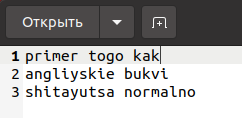 Открыть
1 primer togo kak
2 angliyskie bukvi
3 shitayutsa normalno